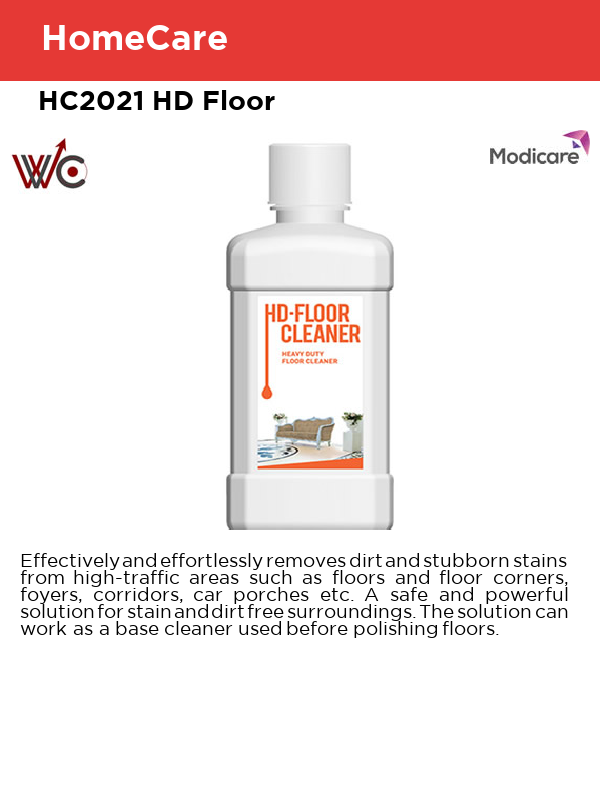 HomeCare
HC2021 HD Floor
WC
Modicare
HD-FLOOR
CLEANER
HEAVY DUTY
FLOOR CLEANER
Effectively and effortlessly removes dirt and stubborn stains
from high-traffic areas such as floors and floor corners,
foyers, corridors, car porches etc. A safe and powerful
solution for stain and dirt free surroundings. The solution can
work as a base cleaner used before polishing floors.